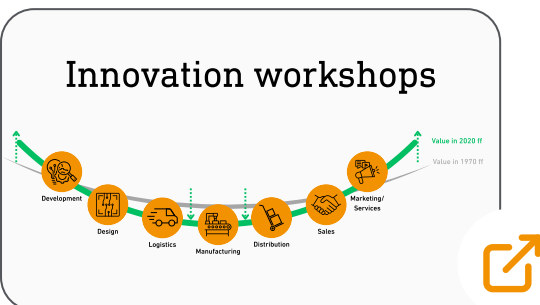 Innovation workshops
Value in 2020 ff
Value in 1970 ff
Development
Design
Logistics
Manufacturing
Distribution
Sales
Marketing/
Services